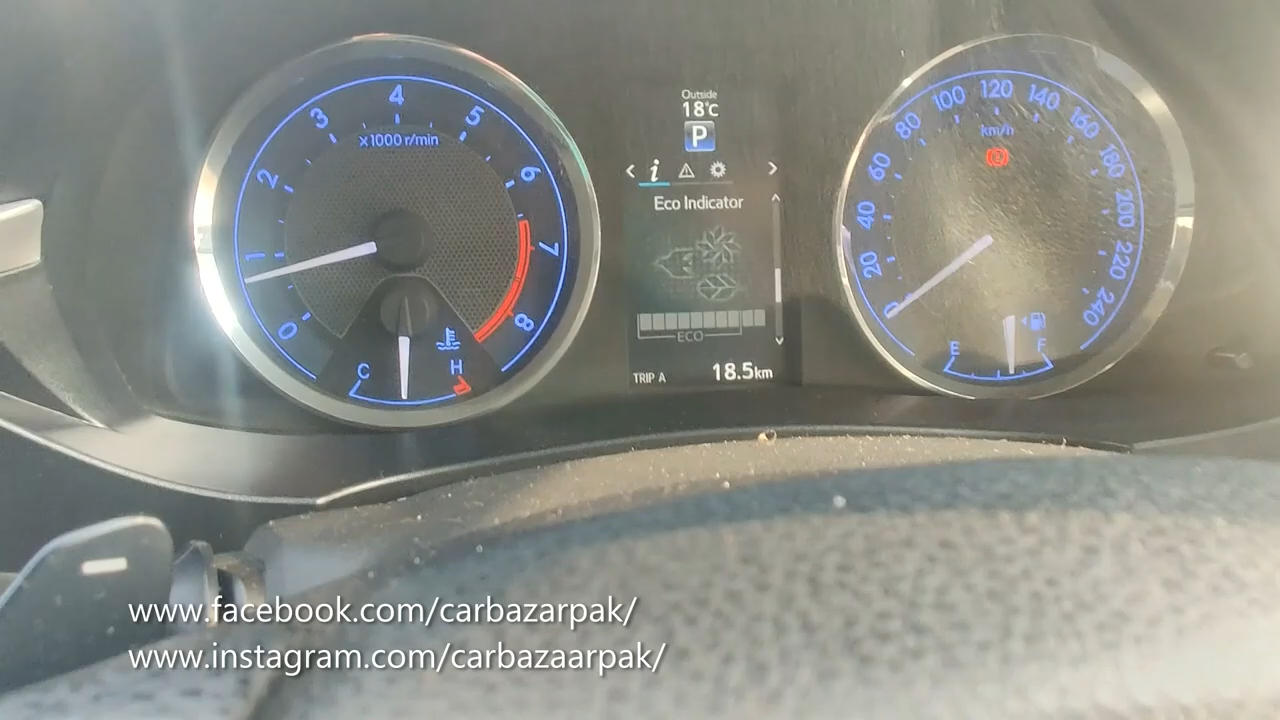 0
1
2
3
4
5
6
7
8
x1000 r/min
C
H
Outside
18°C
P
i
Eco Indicator
ECO
TRIP A 18.5km
0
20
40
60
80
100
120
140
160
180
200
220
240
km/h
E
F
www.facebook.com/carbazarpak/
www.instagram.com/carbazaarpak/